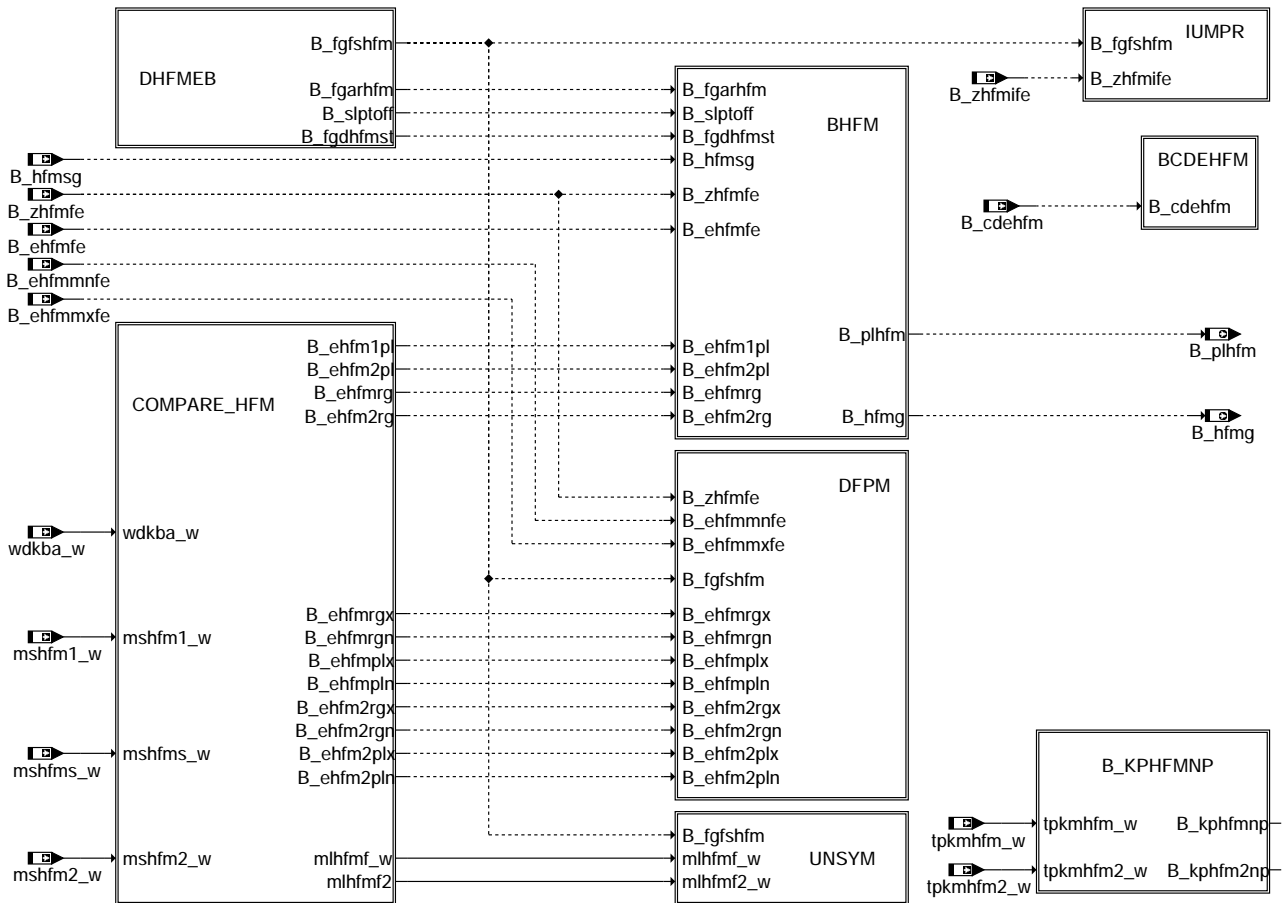 B_fgfshfm
DHFMEB
B_fgarhfm
B_slptoff
B_fgdhfmst
B_fgfshfm
IUMPR
B_zhfmife
B_zhfmife
B_fgarhfm
B_slptoff
BHFM
B_fgdhfmst
B_hfmsg
B_zhfmfe
B_ehfmfe
BCDEHFM
B_cdehfm
B_cdehfm
B_hfmsg
B_zhfmfe
B_ehfmfe
B_ehfmmnfe
B_ehfmmxfe
B_plhfm
B_plhfm
B_ehfm1pl
B_ehfm2pl
B_ehfmrg
B_ehfm2rg
B_hfmg
B_hfmg
COMPARE_HFM
B_ehfm1pl
B_ehfm2pl
B_ehfmrg
B_ehfm2rg
wdkba_w
wdkba_w
mshfm1_w
mshfm1_w
mshfms_w
mshfms_w
mshfm2_w
mshfm2_w
B_ehfmrgx
B_ehfmrgn
B_ehfmplx
B_ehfmpln
B_ehfm2rgx
B_ehfm2rgn
B_ehfm2plx
B_ehfm2pln
mlhfmf_w
mlhfmf2
DFPM
B_zhfmfe
B_ehfmmnfe
B_ehfmmxfe
B_fgfshfm
B_ehfmrgx
B_ehfmrgn
B_ehfmplx
B_ehfmpln
B_ehfm2rgx
B_ehfm2rgn
B_ehfm2plx
B_ehfm2pln
B_fgfshfm
mlhfmf_w
UNSYM
mlhfmf2_w
B_KPHFMNP
tpkmhfm_w
tpkmhfm_w
B_kphfmnp
tpkmhfm2_w
tpkmhfm2_w
B_kphfm2np